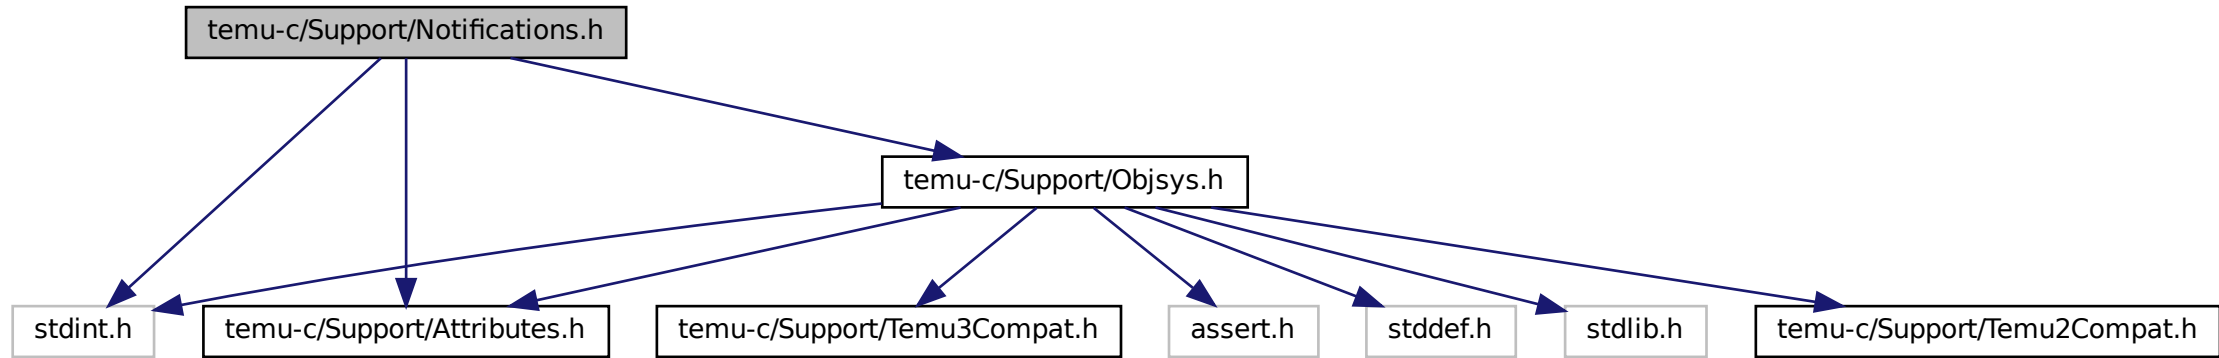 temu-c/Support/Notifications.h
temu-c/Support/Objsys.h
stdint.h
temu-c/Support/Attributes.h
temu-c/Support/Temu3Compat.h
assert.h
stddef.h
stdlib.h
temu-c/Support/Temu2Compat.h